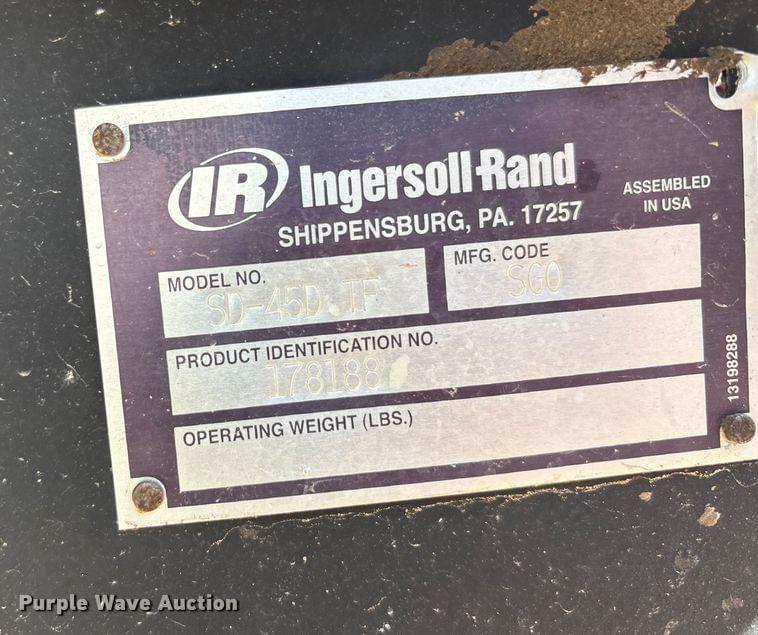 IR Ingersoll-Rand
SHIPPENSBURG, PA. 17257
ASSEMBLED
IN USA
MODEL NO.
SD-45D TF
MFG. CODE
SGO
PRODUCT IDENTIFICATION NO.
178188
OPERATING WEIGHT (LBS.)
13198288
Purple Wave Auction